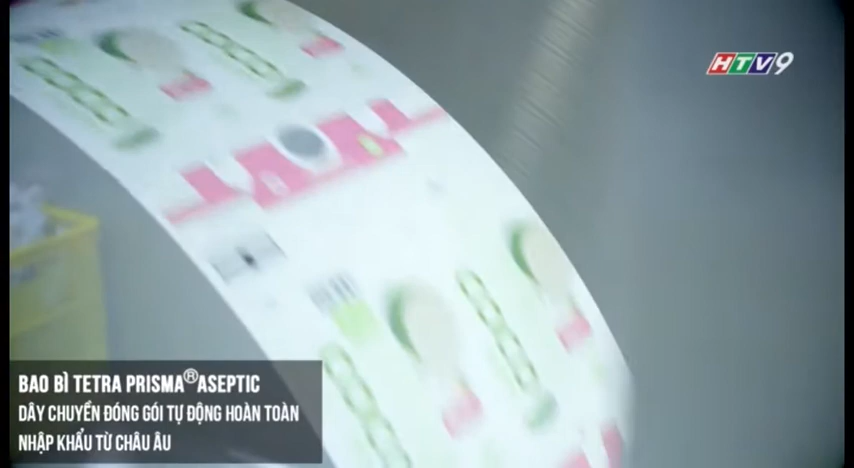 HTV9
BAO BÌ TETRA PRISMA®ASEPTIC
DÂY CHUYỀN ĐÓNG GÓI TỰ ĐỘNG HOÀN TOÀN
NHẬP KHẨU TỪ CHÂU ÂU